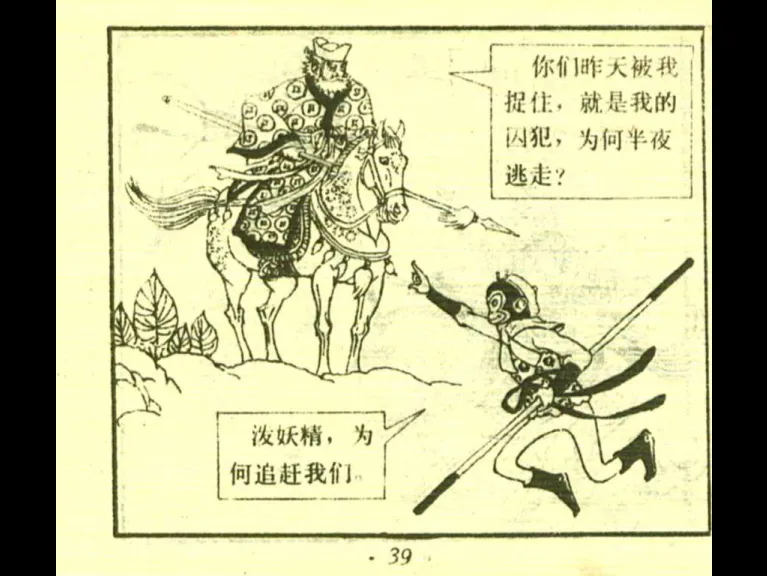 你们昨天被我
捉住，就是我的
囚犯，为何半夜
逃走？
泼妖精，为
何追赶我们。
· 39 ·